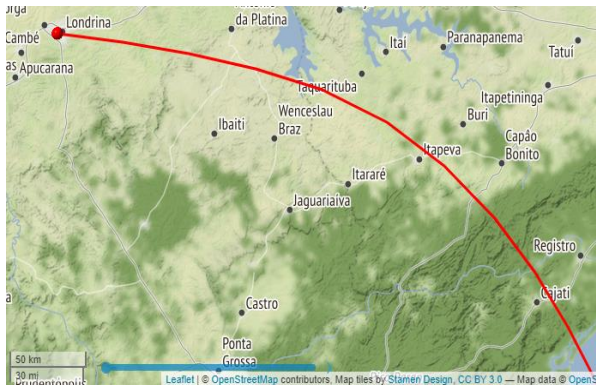 Londrina
da Platina
Cambé
Itaí
Paranapanema
Tatuí
Apucarana
Taquarituba
Itapetininga
Wenceslau
Braz
Buri
Ibaiti
Capão
Bonito
Itapeva
Itararé
Jaguariaíva
Registro
Cajati
Castro
Ponta
Grossa
50 km
30 mi
Leaflet | © OpenStreetMap contributors, Map tiles by Stamen Design, CC BY 3.0 — Map data © OpenS